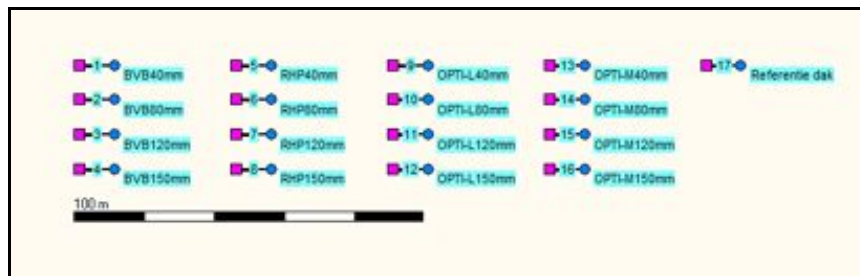 1 BVB40mm
5 RHP40mm
9 OPTI-L40mm
13 OPTI-M40mm
17 Referentie dak
2 BVB80mm
6 RHP80mm
10 OPTI-L80mm
14 OPTI-M80mm
3 BVB120mm
7 RHP120mm
11 OPTI-L120mm
15 OPTI-M120mm
4 BVB150mm
8 RHP150mm
12 OPTI-L150mm
16 OPTI-M150mm
100 m